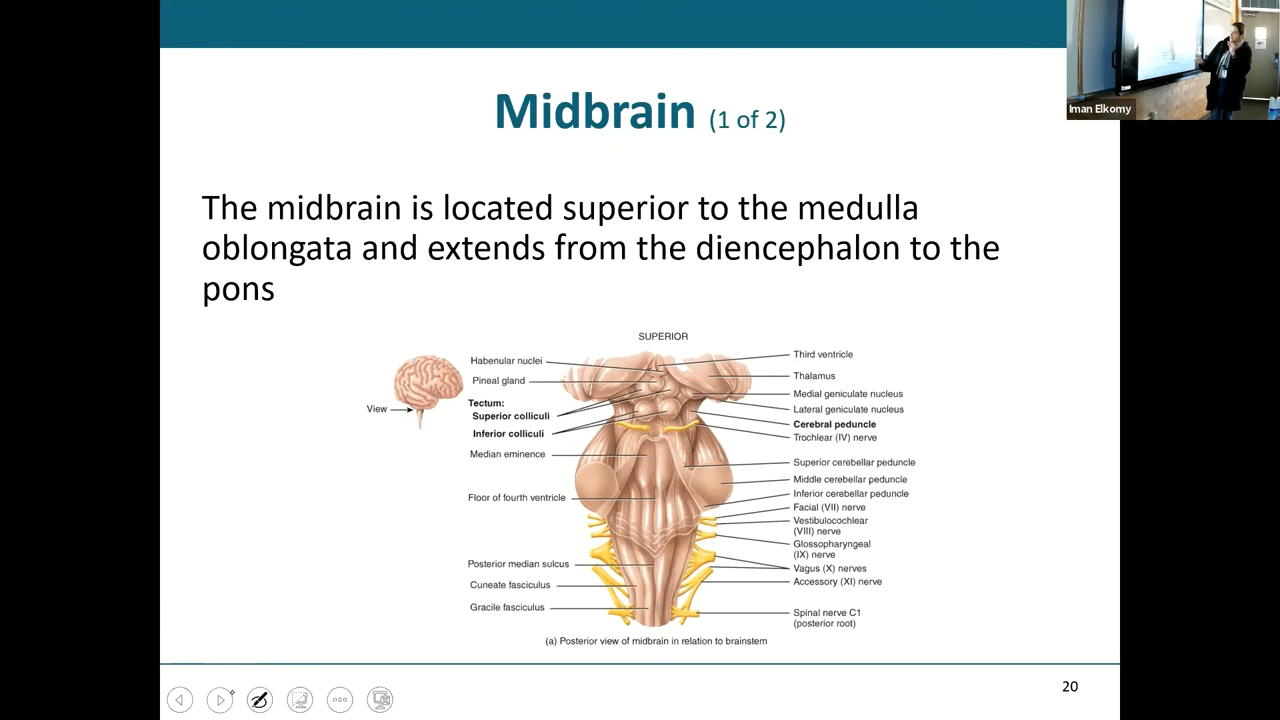 Iman Elkomy
Midbrain (1 of 2)
The midbrain is located superior to the medulla
oblongata and extends from the diencephalon to the
pons
SUPERIOR
View
Habenular nuclei
Pineal gland
Tectum:
Superior colliculi
Inferior colliculi
Median eminence
Floor of fourth ventricle
Posterior median sulcus
Cuneate fasciculus
Gracile fasciculus
Third ventricle
Thalamus
Medial geniculate nucleus
Lateral geniculate nucleus
Cerebral peduncle
Trochlear (IV) nerve
Superior cerebellar peduncle
Middle cerebellar peduncle
Inferior cerebellar peduncle
Facial (VII) nerve
Vestibulocochlear
(VIII) nerve
Glossopharyngeal
(IX) nerve
Vagus (X) nerves
Accessory (XI) nerve
Spinal nerve C1
(posterior root)
(a) Posterior view of midbrain in relation to brainstem
20